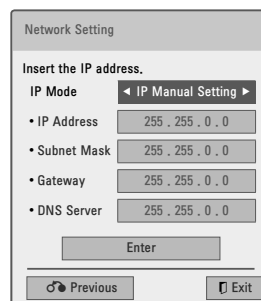 Network Setting
Insert the IP address.
IP Mode ◄ IP Manual Setting ►
• IP Address 255 . 255 . 0 . 0
• Subnet Mask 255 . 255 . 0 . 0
• Gateway 255 . 255 . 0 . 0
• DNS Server 255 . 255 . 0 . 0
Enter
Previous Exit